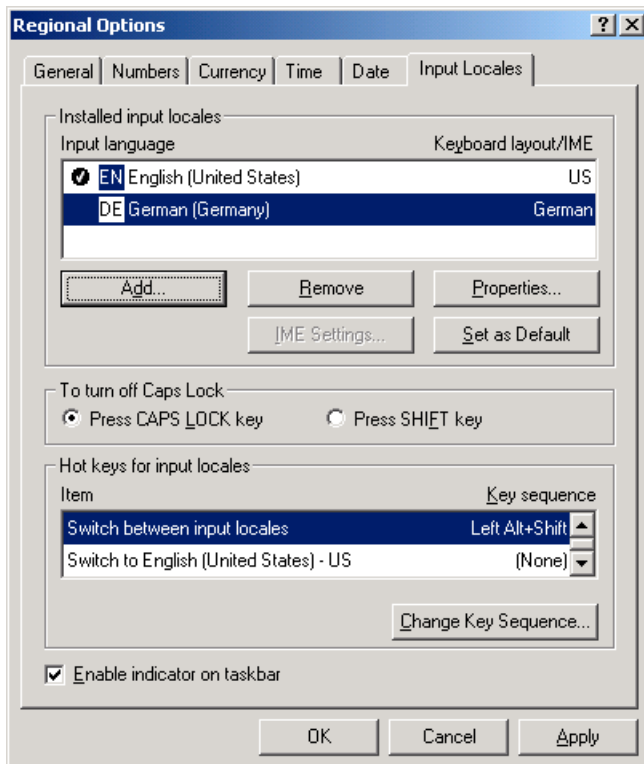 Regional Options
General Numbers Currency Time Date Input Locales
Installed input locales
Input language Keyboard layout/IME
EN English (United States) US
DE German (Germany) German
Add... Remove Properties...
IME Settings... Set as Default
To turn off Caps Lock
Press CAPS LOCK key Press SHIFT key
Hot keys for input locales
Item Key sequence
Switch between input locales Left Alt+Shift
Switch to English (United States) - US (None)
Change Key Sequence...
Enable indicator on taskbar
OK Cancel Apply